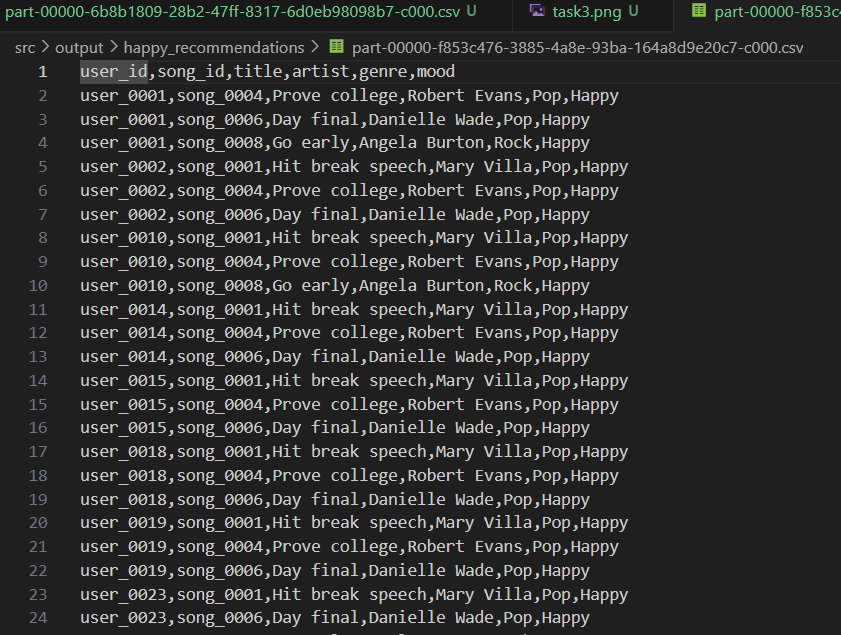 part-00000-6b8b1809-28b2-47ff-8317-6d0eb98098b7-c000.csv U task3.png U part-00000-f853c
src > output > happy_recommendations > part-00000-f853c476-3885-4a8e-93ba-164a8d9e20c7-c000.csv
1 user_id,song_id,title,artist,genre,mood
2 user_0001,song_0004,Prove college,Robert Evans,Pop,Happy
3 user_0001,song_0006,Day final,Danielle Wade,Pop,Happy
4 user_0001,song_0008,Go early,Angela Burton,Rock,Happy
5 user_0002,song_0001,Hit break speech,Mary Villa,Pop,Happy
6 user_0002,song_0004,Prove college,Robert Evans,Pop,Happy
7 user_0002,song_0006,Day final,Danielle Wade,Pop,Happy
8 user_0010,song_0001,Hit break speech,Mary Villa,Pop,Happy
9 user_0010,song_0004,Prove college,Robert Evans,Pop,Happy
10 user_0010,song_0008,Go early,Angela Burton,Rock,Happy
11 user_0014,song_0001,Hit break speech,Mary Villa,Pop,Happy
12 user_0014,song_0004,Prove college,Robert Evans,Pop,Happy
13 user_0014,song_0006,Day final,Danielle Wade,Pop,Happy
14 user_0015,song_0001,Hit break speech,Mary Villa,Pop,Happy
15 user_0015,song_0004,Prove college,Robert Evans,Pop,Happy
16 user_0015,song_0006,Day final,Danielle Wade,Pop,Happy
17 user_0018,song_0001,Hit break speech,Mary Villa,Pop,Happy
18 user_0018,song_0004,Prove college,Robert Evans,Pop,Happy
19 user_0018,song_0006,Day final,Danielle Wade,Pop,Happy
20 user_0019,song_0001,Hit break speech,Mary Villa,Pop,Happy
21 user_0019,song_0004,Prove college,Robert Evans,Pop,Happy
22 user_0019,song_0006,Day final,Danielle Wade,Pop,Happy
23 user_0023,song_0001,Hit break speech,Mary Villa,Pop,Happy
24 user_0023,song_0006,Day final,Danielle Wade,Pop,Happy